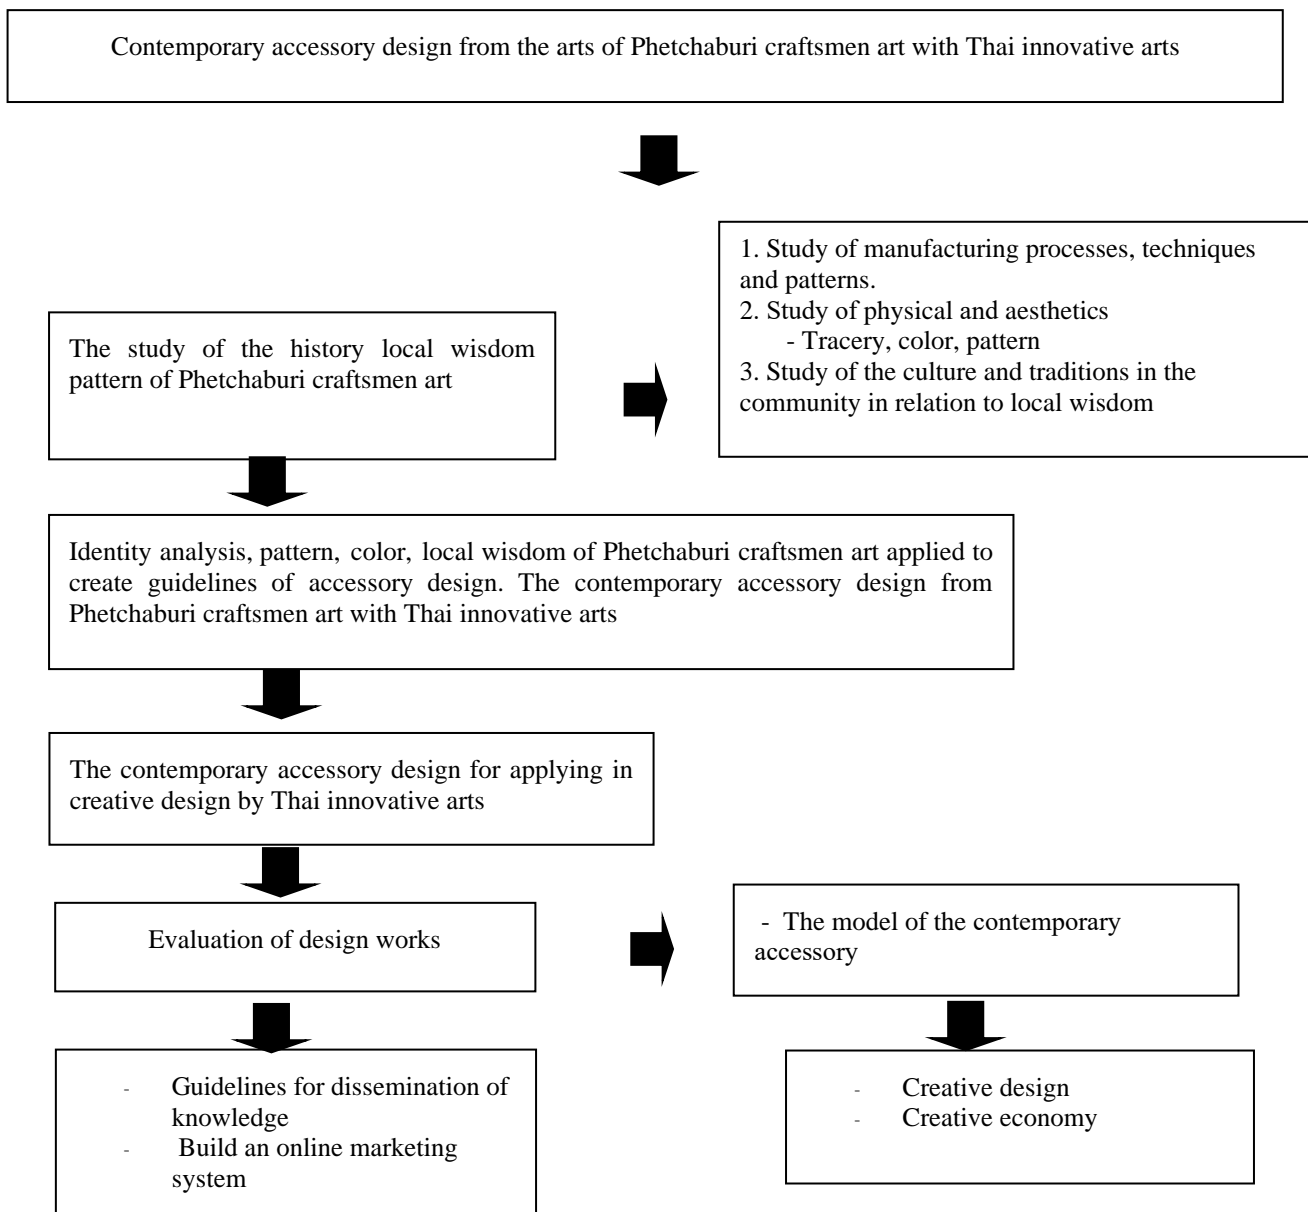 Contemporary accessory design from the arts of Phetchaburi craftsmen art with Thai innovative arts
The study of the history local wisdom
pattern of Phetchaburi craftsmen art
1. Study of manufacturing processes, techniques
and patterns.
2. Study of physical and aesthetics
- Tracery, color, pattern
3. Study of the culture and traditions in the
community in relation to local wisdom
Identity analysis, pattern, color, local wisdom of Phetchaburi craftsmen art applied to
create guidelines of accessory design. The contemporary accessory design from
Phetchaburi craftsmen art with Thai innovative arts
The contemporary accessory design for applying in
creative design by Thai innovative arts
Evaluation of design works
- The model of the contemporary
accessory
- Guidelines for dissemination of
knowledge
- Build an online marketing
system
- Creative design
- Creative economy